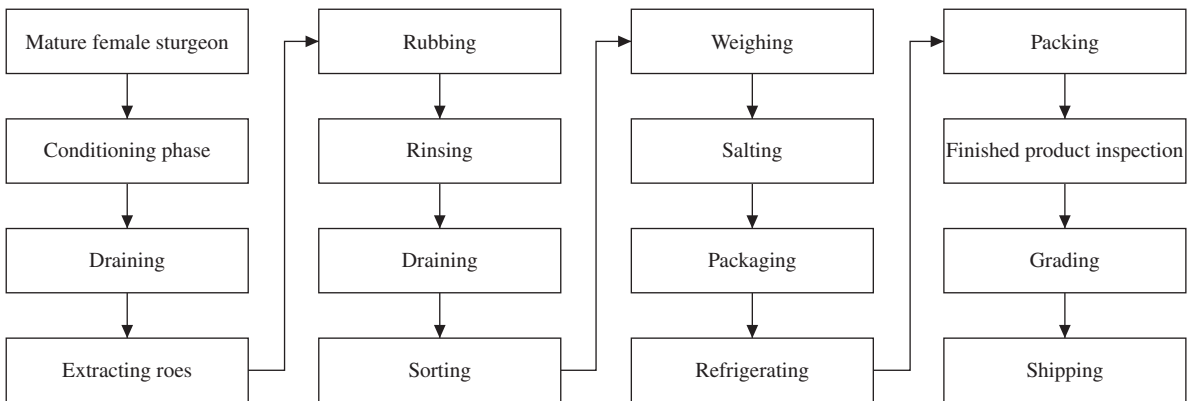 Mature female sturgeon
Conditioning phase
Draining
Extracting roes
Rubbing
Rinsing
Draining
Sorting
Weighing
Salting
Packaging
Refrigerating
Packing
Finished product inspection
Grading
Shipping